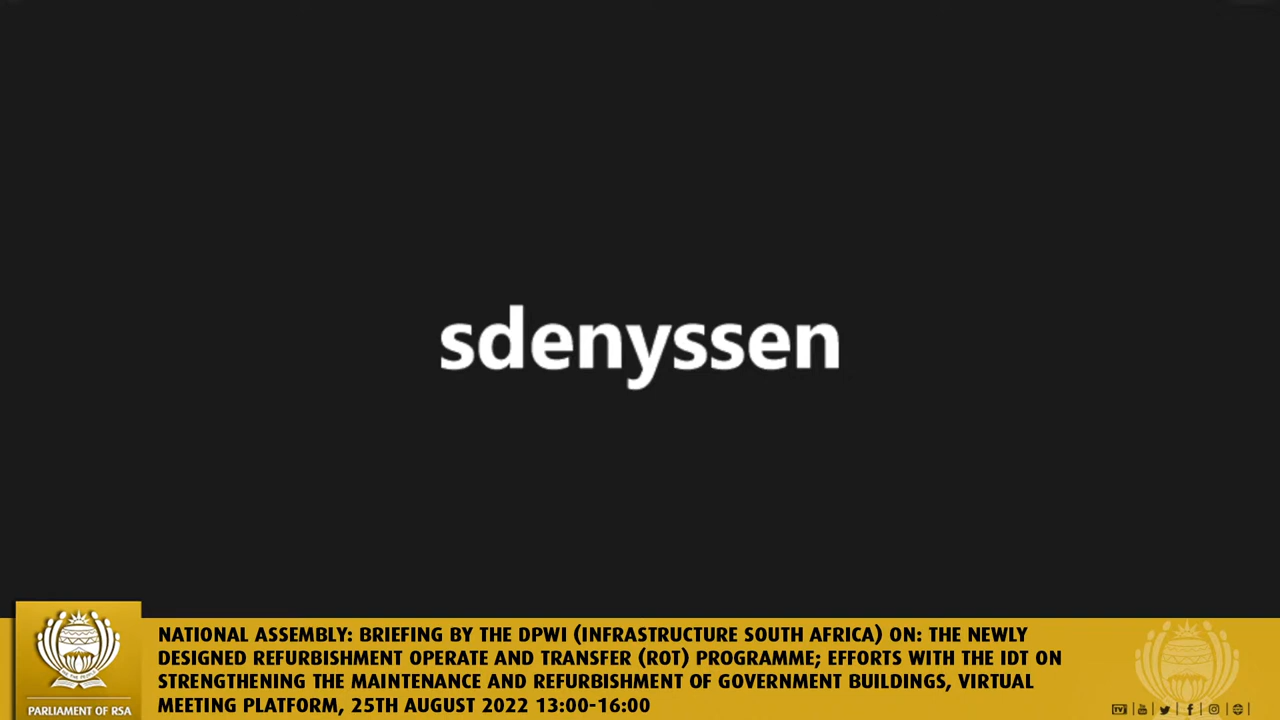 sdenyssen
NATIONAL ASSEMBLY: BRIEFING BY THE DPWI (INFRASTRUCTURE SOUTH AFRICA) ON: THE NEWLY
DESIGNED REFURBISHMENT OPERATE AND TRANSFER (ROT) PROGRAMME; EFFORTS WITH THE IDT ON
STRENGTHENING THE MAINTENANCE AND REFURBISHMENT OF GOVERNMENT BUILDINGS, VIRTUAL
MEETING PLATFORM, 25TH AUGUST 2022 13:00-16:00
PARLIAMENT OF RSA